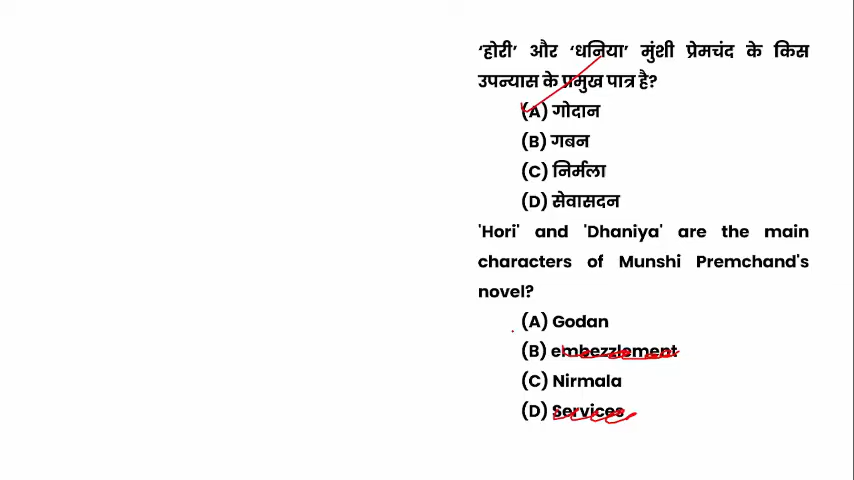 ‘होरी’ और ‘धनिया’ मुंशी प्रेमचंद के किस
उपन्यास के प्रमुख पात्र है?
(A) गोदान
(B) गबन
(C) निर्मला
(D) सेवासदन
'Hori' and 'Dhaniya' are the main
characters of Munshi Premchand's
novel?
(A) Godan
(B) embezzlement
(C) Nirmala
(D) Services